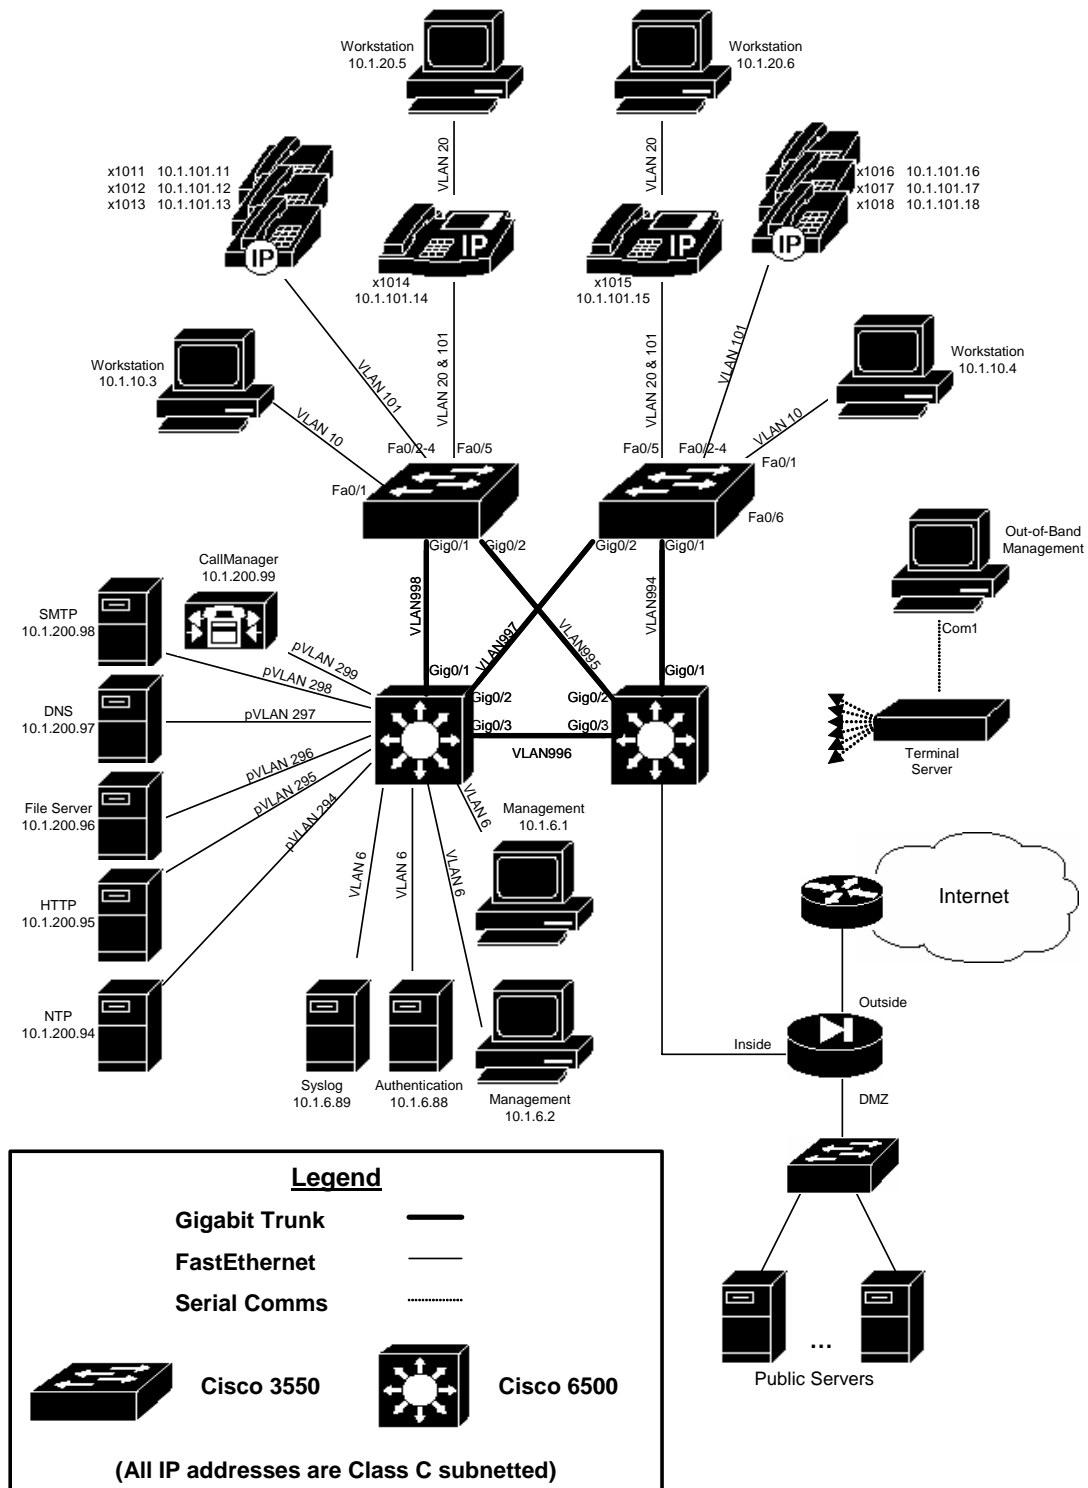 Workstation
10.1.20.5
Workstation
10.1.20.6
VLAN 20
VLAN 20
x1011 10.1.101.11
x1012 10.1.101.12
x1013 10.1.101.13
IP
IP
x1014
10.1.101.14
IP
x1015
10.1.101.15
x1016 10.1.101.16
x1017 10.1.101.17
x1018 10.1.101.18
IP
Workstation
10.1.10.3
VLAN 10
VLAN 101
VLAN 20 & 101
VLAN 20 & 101
VLAN 101
VLAN 10
Workstation
10.1.10.4
Fa0/2-4
Fa0/5
Fa0/1
Fa0/5
Fa0/2-4
Fa0/1
Fa0/6
Gig0/1
Gig0/2
Gig0/2
Gig0/1
Out-of-Band
Management
Com1
Terminal
Server
VLAN998
VLAN997
VLAN995
VLAN994
CallManager
10.1.200.99
SMTP
10.1.200.98
DNS
10.1.200.97
File Server
10.1.200.96
HTTP
10.1.200.95
NTP
10.1.200.94
pVLAN 299
pVLAN 298
pVLAN 297
pVLAN 296
pVLAN 295
pVLAN 294
Gig0/1
Gig0/2
Gig0/3
Gig0/1
Gig0/2
Gig0/3
VLAN996
VLAN 6
VLAN 6
VLAN 6
VLAN 6
Management
10.1.6.1
Syslog
10.1.6.89
Authentication
10.1.6.88
Management
10.1.6.2
Internet
Outside
Inside
DMZ
...
Public Servers
Legend
Gigabit Trunk
FastEthernet
Serial Comms
Cisco 3550
Cisco 6500
(All IP addresses are Class C subnetted)